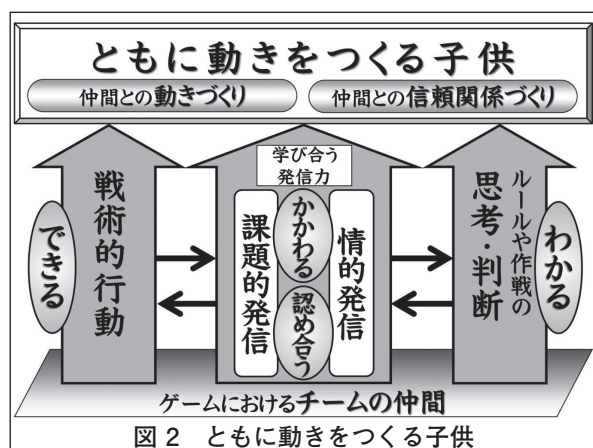 ともに動きをつくる子供
仲間との動きづくり
仲間との信頼関係づくり
できる
戦術的行動
学び合う
発信力
課題的発信
かかわる
認め合う
情的発信
ルールや作戦の
思考・判断
わかる
ゲームにおけるチームの仲間
図2 ともに動きをつくる子供